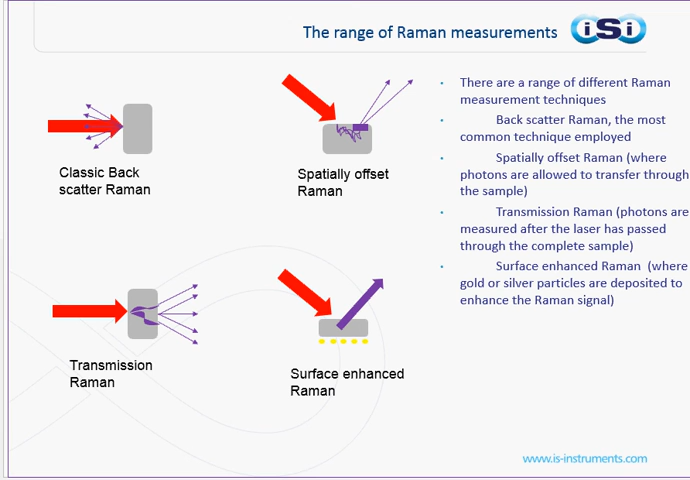 The range of Raman measurements
iSi
Classic Back
scatter Raman
Spatially offset
Raman
Transmission
Raman
Surface enhanced
Raman
• There are a range of different Raman
measurement techniques
• Back scatter Raman, the most
common technique employed
• Spatially offset Raman (where
photons are allowed to transfer through
the sample)
• Transmission Raman (photons are
measured after the laser has passed
through the complete sample)
• Surface enhanced Raman (where
gold or silver particles are deposited to
enhance the Raman signal)
www.is-instruments.com